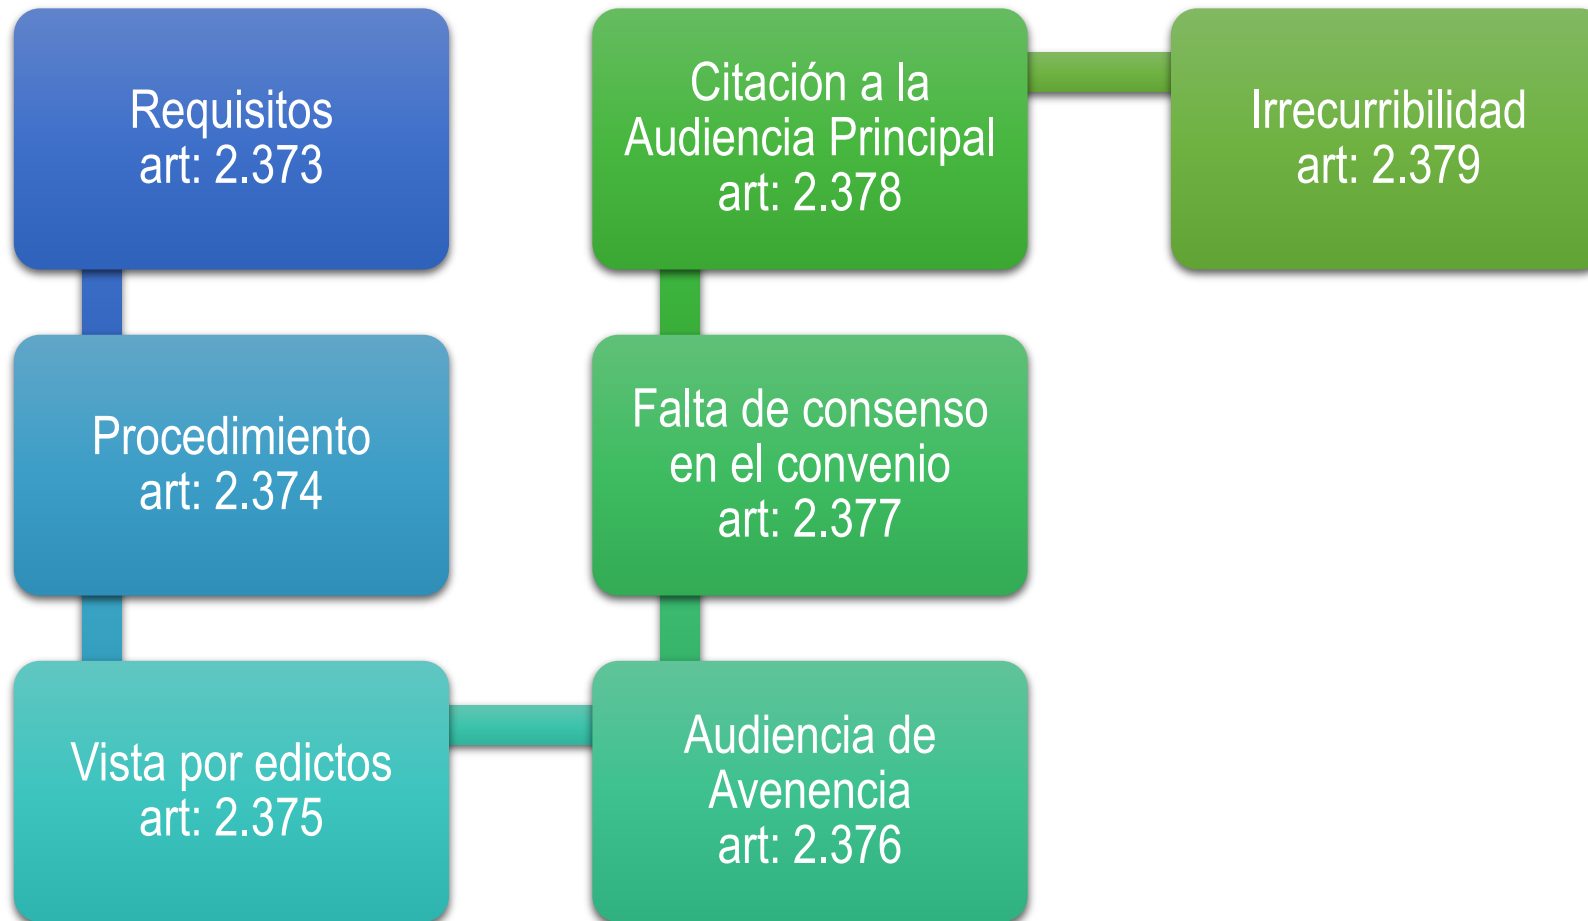 Requisitos
art: 2.373
Procedimiento
art: 2.374
Vista por edictos
art: 2.375
Audiencia de
Avenencia
art: 2.376
Falta de consenso
en el convenio
art: 2.377
Citación a la
Audiencia Principal
art: 2.378
Irrecurribilidad
art: 2.379